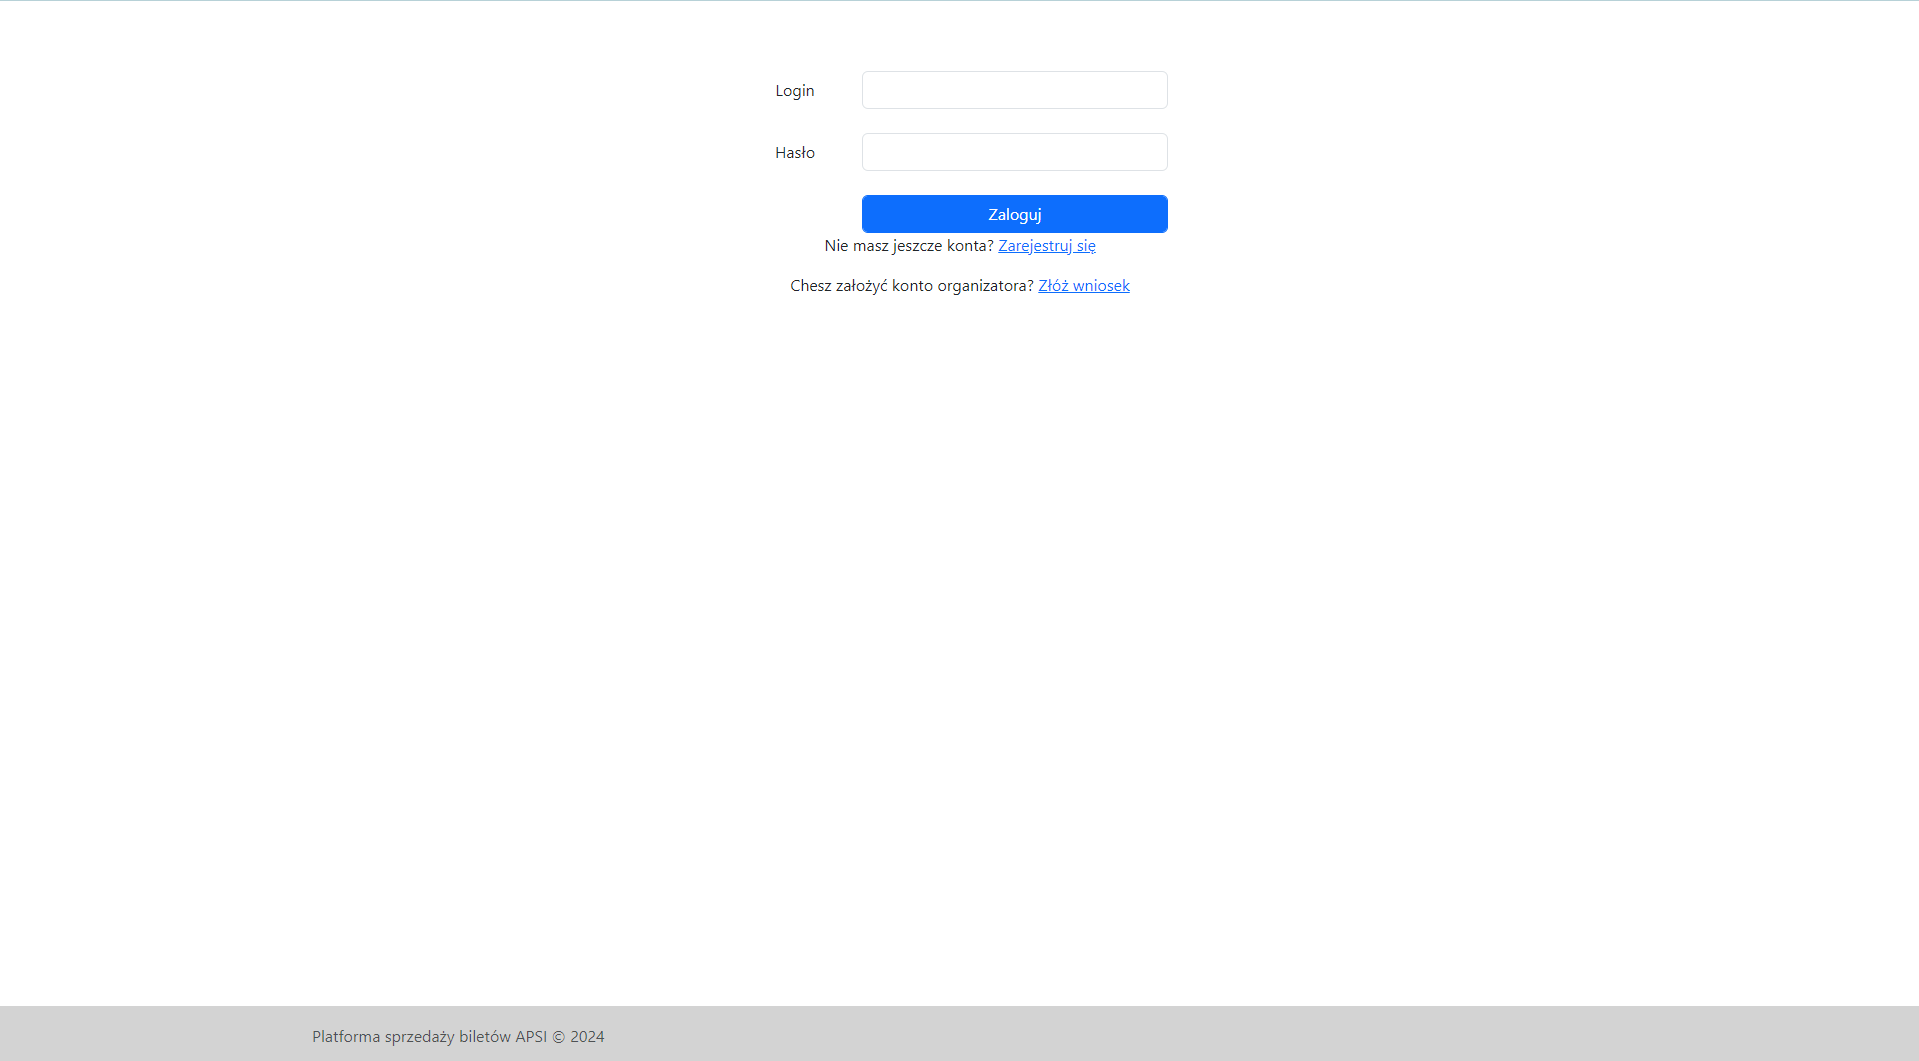 Login
Hasło
Zaloguj
Nie masz jeszcze konta? Zarejestruj się
Chesz założyć konto organizatora? Złóż wniosek
Platforma sprzedaży biletów APSI © 2024